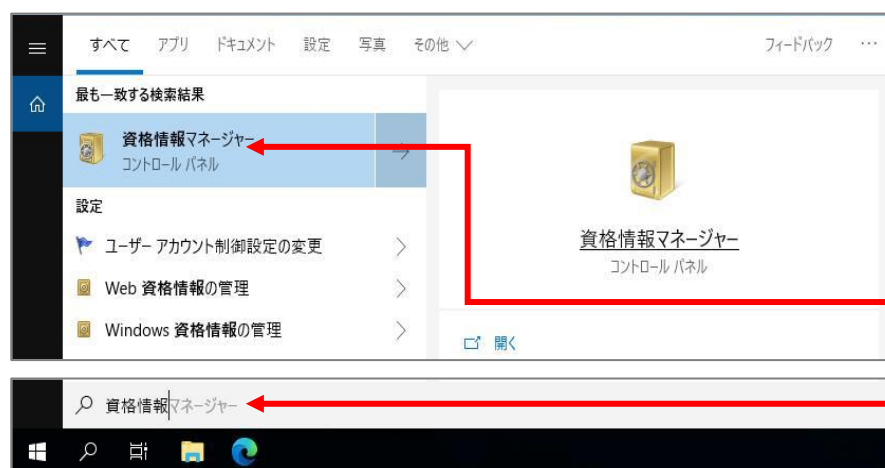 すべて アプリ ドキュメント 設定 写真 その他 フィードバック …
最も一致する検索結果
資格情報マネージャー
コントロール パネル
設定
ユーザー アカウント制御設定の変更
Web 資格情報の管理
Windows 資格情報の管理
資格情報マネージャー
コントロール パネル
開く
資格情報マネージャー